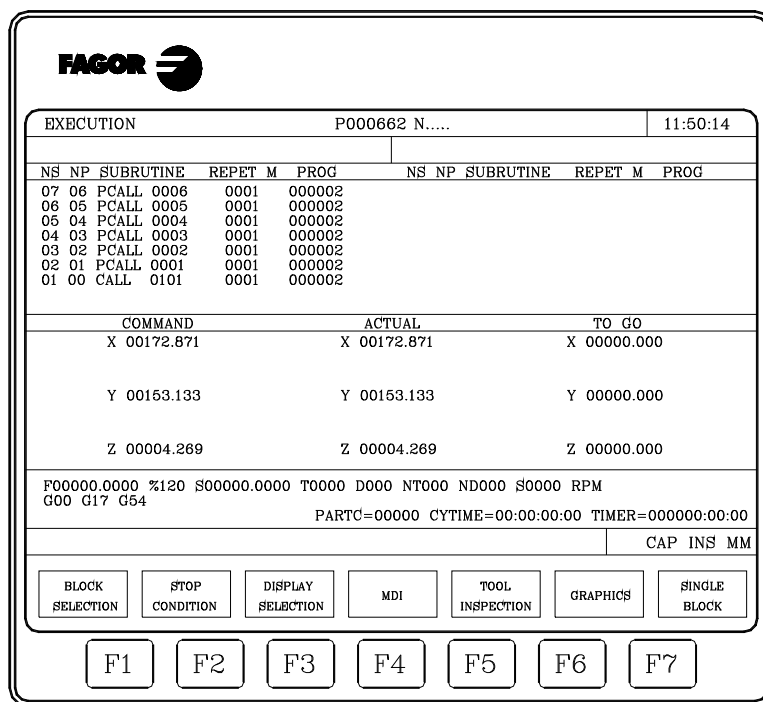 FAGOR
EXECUTION P000662 N..... 11:50:14
NS NP SUBRUTINE REPET M PROG NS NP SUBRUTINE REPET M PROG
07 06 PCALL 0006 0001 000002
06 05 PCALL 0005 0001 000002
05 04 PCALL 0004 0001 000002
04 03 PCALL 0003 0001 000002
03 02 PCALL 0002 0001 000002
02 01 PCALL 0001 0001 000002
01 00 CALL 0101 0001 000002
COMMAND ACTUAL TO GO
X 00172.871 X 00172.871 X 00000.000
Y 00153.133 Y 00153.133 Y 00000.000
Z 00004.269 Z 00004.269 Z 00000.000
F00000.0000 %120 S00000.0000 T0000 D000 NT000 ND000 S0000 RPM
G00 G17 G54
PARTC=00000 CYTIME=00:00:00:00 TIMER=000000:00:00
CAP INS MM
BLOCK SELECTION
STOP CONDITION
DISPLAY SELECTION
MDI
TOOL INSPECTION
GRAPHICS
SINGLE BLOCK
F1 F2 F3 F4 F5 F6 F7